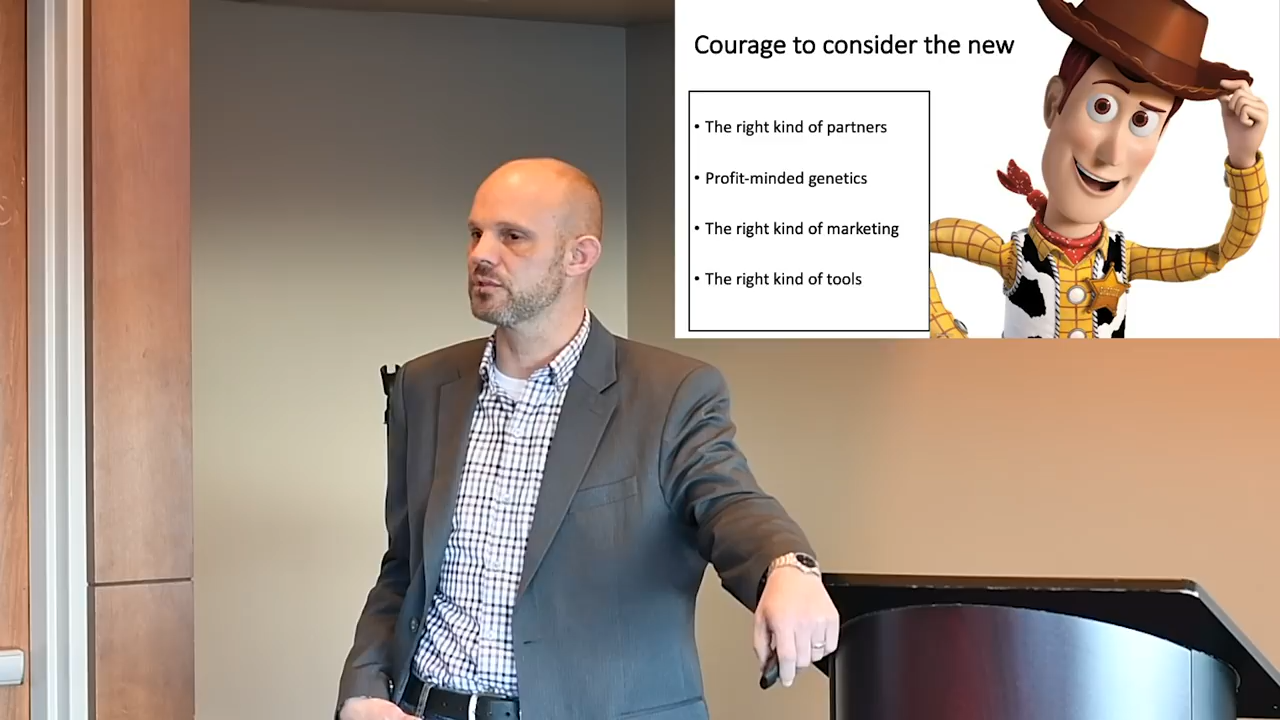 Courage to consider the new
• The right kind of partners
• Profit-minded genetics
• The right kind of marketing
• The right kind of tools